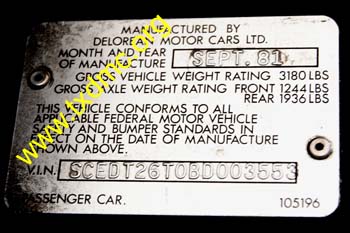 MANUFACTURED BY
DELOREAN MOTOR CARS LTD.
MONTH AND YEAR
OF MANUFACTURE SEPT. 81
GROSS VEHICLE WEIGHT RATING 3180 LBS
GROSS AXLE WEIGHT RATING FRONT 1244 LBS
REAR 1936 LBS
THIS VEHICLE CONFORMS TO ALL
APPLICABLE FEDERAL MOTOR VEHICLE
SAFETY AND BUMPER STANDARDS IN
EFFECT ON THE DATE OF MANUFACTURE
SHOWN ABOVE.
V.I.N. SCEDT26T0BD003553
PASSENGER CAR. 105196